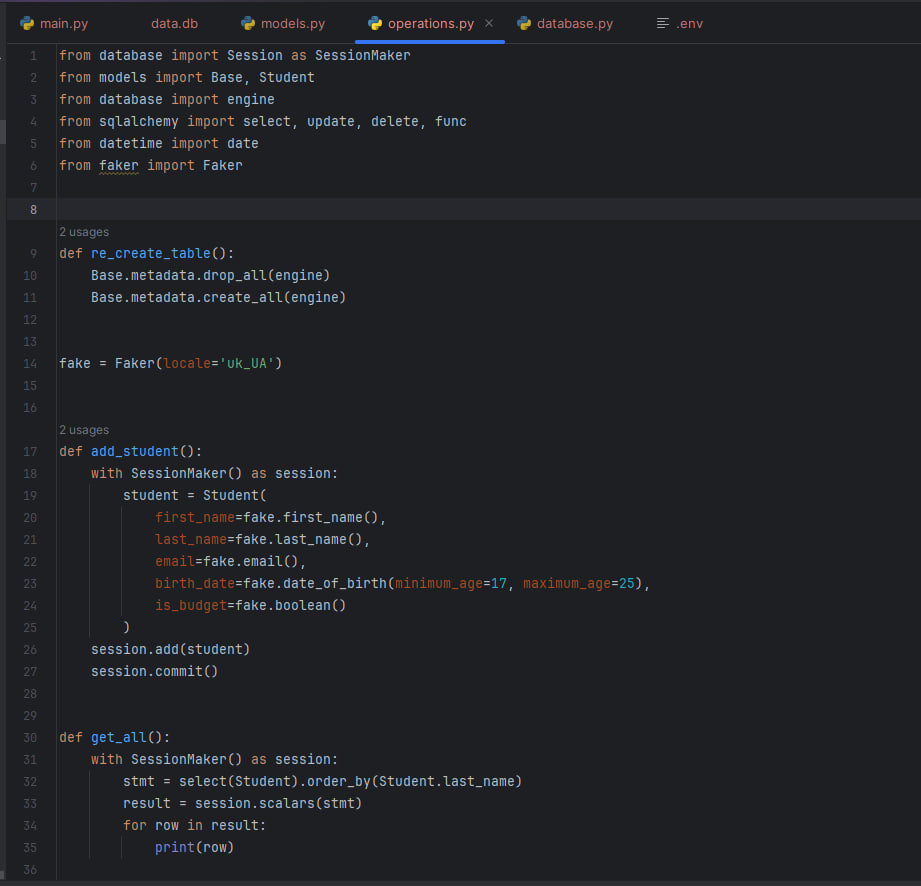 main.py data.db models.py operations.py × database.py .env
1 from database import Session as SessionMaker
2 from models import Base, Student
3 from database import engine
4 from sqlalchemy import select, update, delete, func
5 from datetime import date
6 from faker import Faker
7
8
2 usages
9 def re_create_table():
10     Base.metadata.drop_all(engine)
11     Base.metadata.create_all(engine)
12
13
14 fake = Faker(locale='uk_UA')
15
16
2 usages
17 def add_student():
18     with SessionMaker() as session:
19         student = Student(
20             first_name=fake.first_name(),
21             last_name=fake.last_name(),
22             email=fake.email(),
23             birth_date=fake.date_of_birth(minimum_age=17, maximum_age=25),
24             is_budget=fake.boolean()
25         )
26     session.add(student)
27     session.commit()
28
29
30 def get_all():
31     with SessionMaker() as session:
32         stmt = select(Student).order_by(Student.last_name)
33         result = session.scalars(stmt)
34         for row in result:
35             print(row)
36